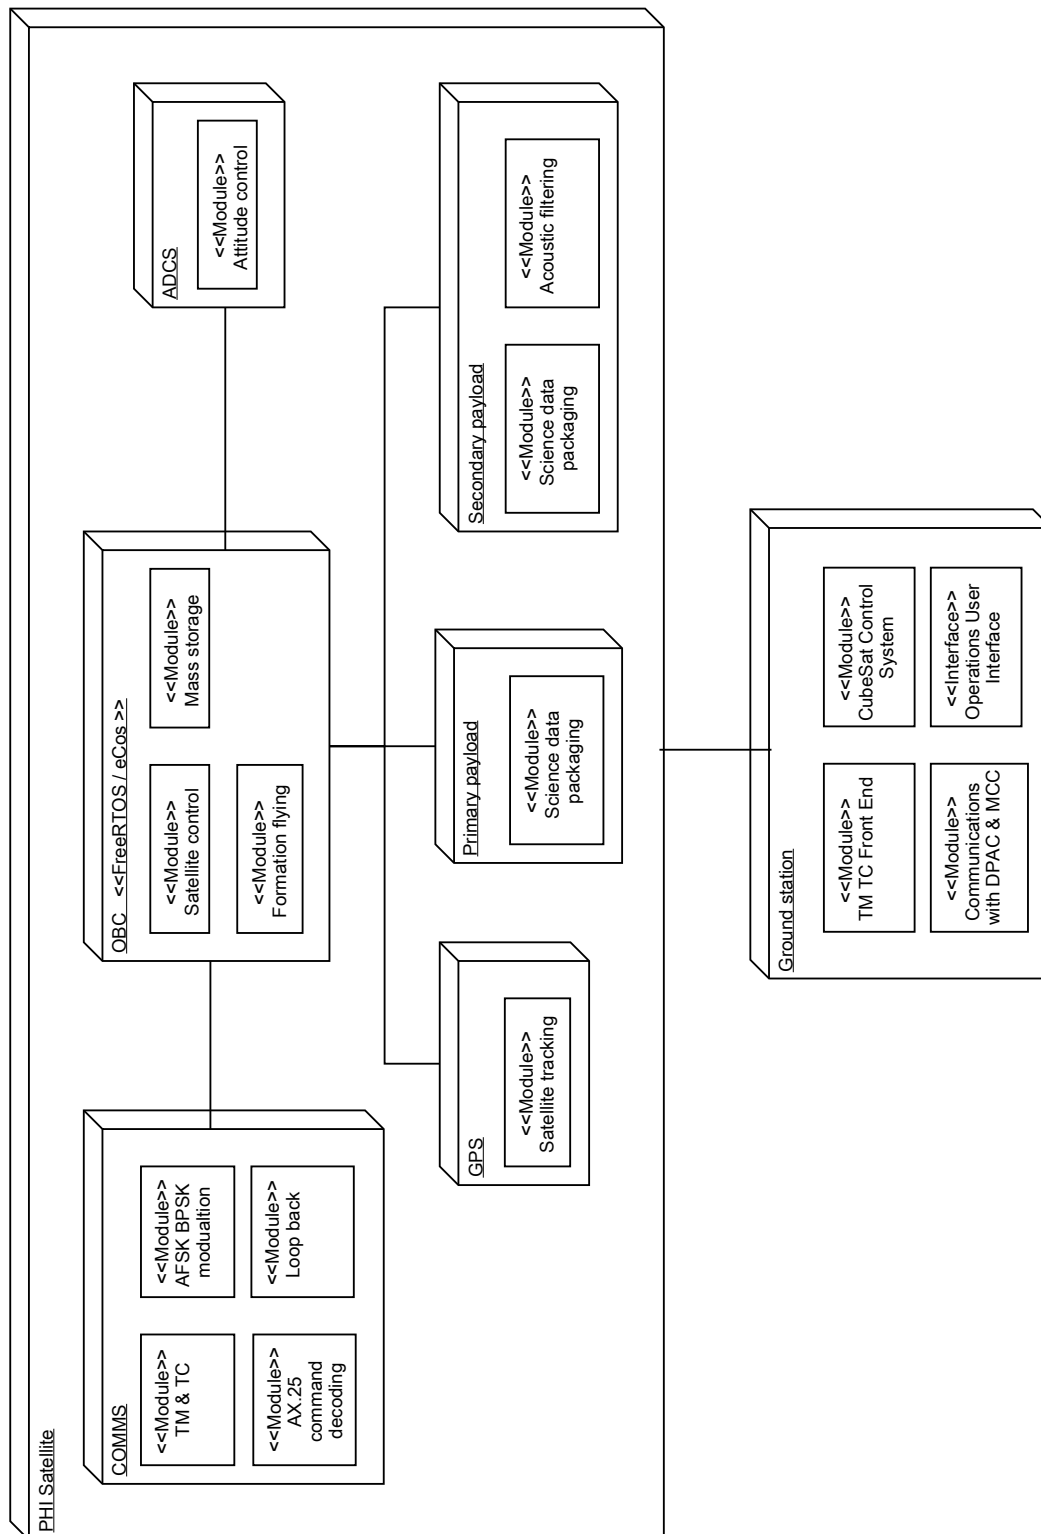 PHI Satellite
COMMS
<<Module>>
TM & TC
<<Module>>
AFSK BPSK
modualtion
<<Module>>
AX.25
command
decoding
<<Module>>
Loop back
OBC <<FreeRTOS / eCos >>
<<Module>>
Satellite control
<<Module>>
Mass storage
<<Module>>
Formation flying
ADCS
<<Module>>
Attitude control
GPS
<<Module>>
Satellite tracking
Primary payload
<<Module>>
Science data
packaging
Secondary payload
<<Module>>
Science data
packaging
<<Module>>
Acoustic filtering
Ground station
<<Module>>
TM TC Front End
<<Module>>
CubeSat Control
System
<<Module>>
Communications
with DPAC & MCC
<<Interface>>
Operations User
Interface